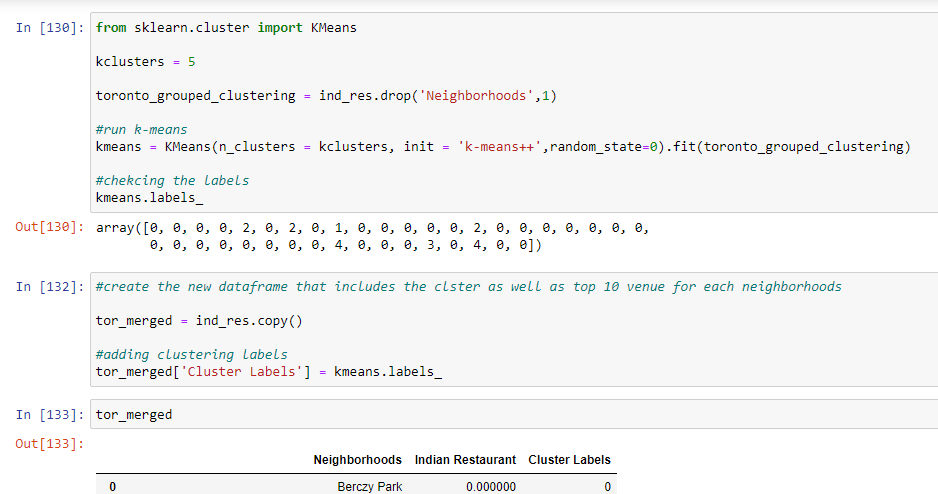 In [130]: from sklearn.cluster import KMeans
kclusters = 5
toronto_grouped_clustering = ind_res.drop('Neighborhoods',1)
#run k-means
kmeans = KMeans(n_clusters = kclusters, init = 'k-means++',random_state=0).fit(toronto_grouped_clustering)
#chekcing the labels
kmeans.labels_
Out[130]: array([0, 0, 0, 0, 2, 0, 2, 0, 1, 0, 0, 0, 0, 0, 2, 0, 0, 0, 0, 0, 0, 0,
0, 0, 0, 0, 0, 0, 0, 0, 4, 0, 0, 0, 3, 0, 4, 0, 0])
In [132]: #create the new dataframe that includes the clster as well as top 10 venue for each neighborhoods
tor_merged = ind_res.copy()
#adding clustering labels
tor_merged['Cluster Labels'] = kmeans.labels_
In [133]: tor_merged
Out[133]:
Neighborhoods Indian Restaurant Cluster Labels
0 Berczy Park 0.000000 0